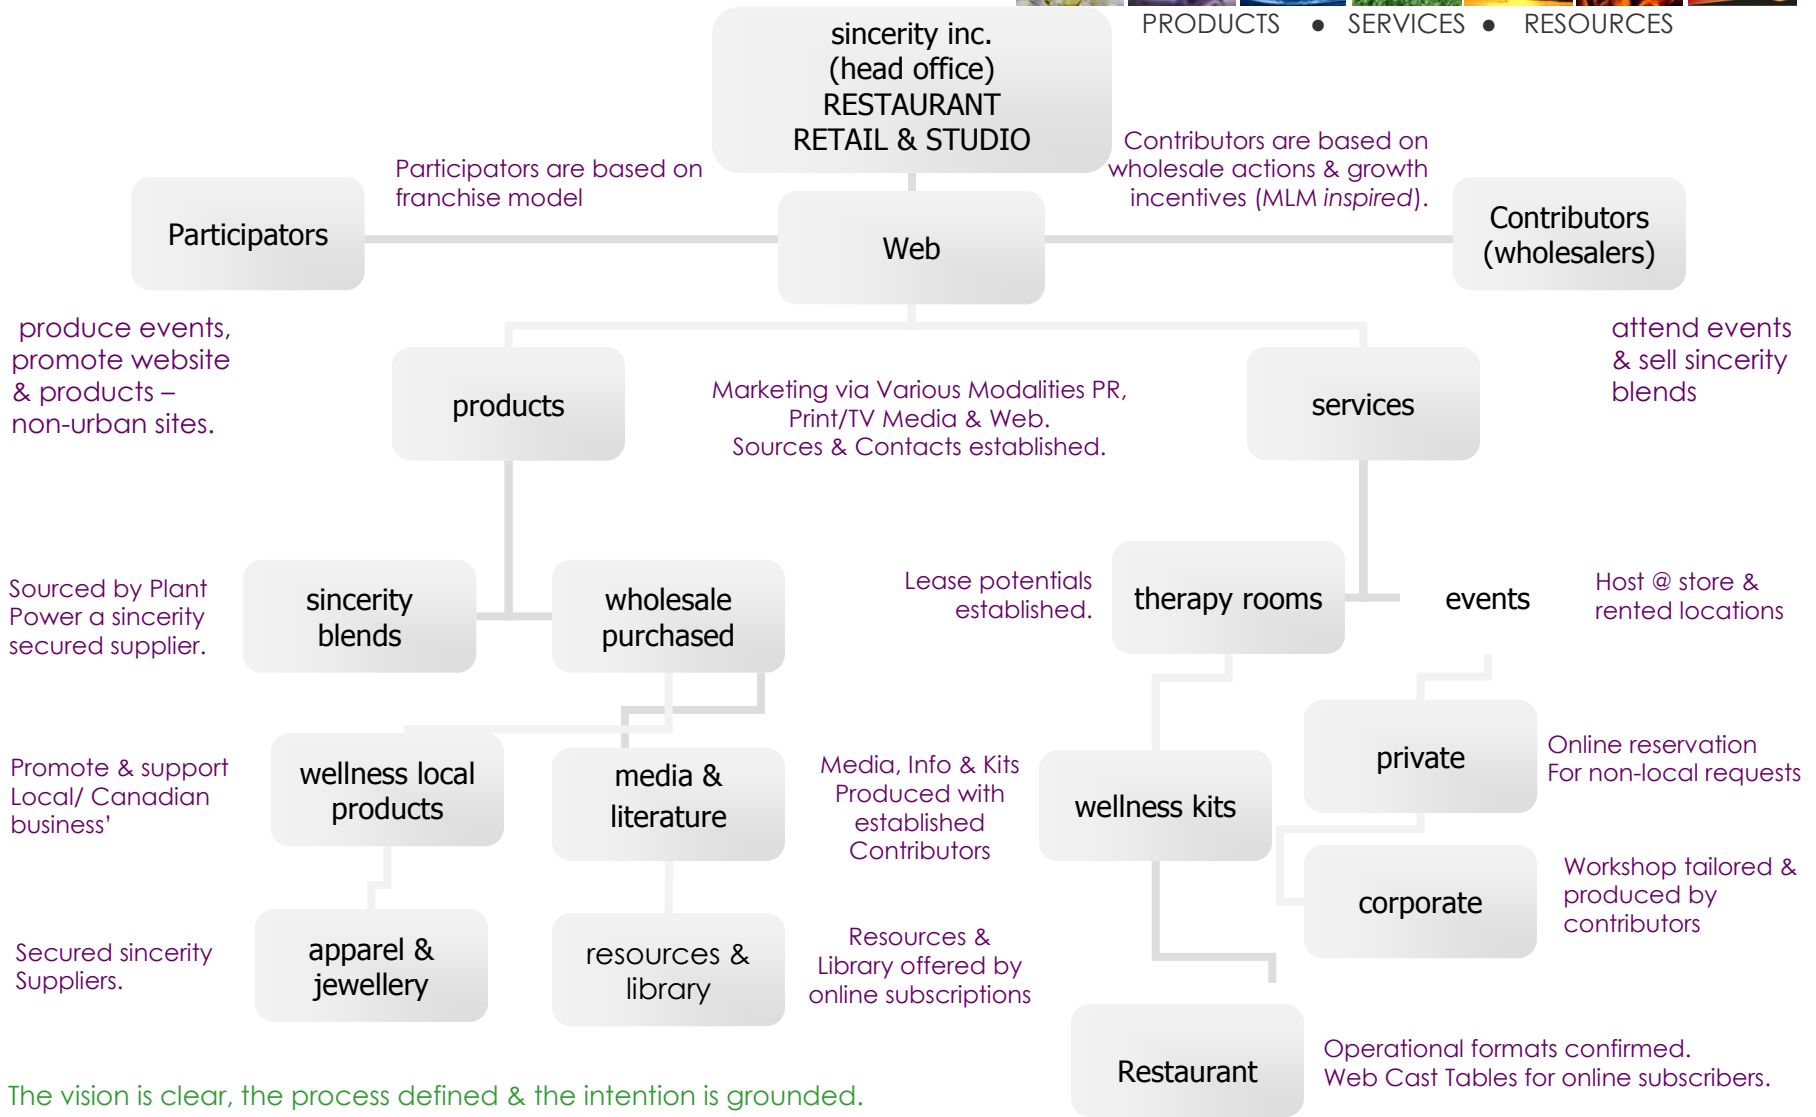 PRODUCTS ● SERVICES ● RESOURCES
sincerity inc.
(head office)
RESTAURANT
RETAIL & STUDIO
Participators are based on
franchise model
Contributors are based on
wholesale actions & growth
incentives (MLM inspired).
Participators
Web
Contributors
(wholesalers)
produce events,
promote website
& products –
non-urban sites.
attend events
& sell sincerity
blends
products
Marketing via Various Modalities PR,
Print/TV Media & Web.
Sources & Contacts established.
services
Sourced by Plant
Power a sincerity
secured supplier.
sincerity
blends
wholesale
purchased
Lease potentials
established.
therapy rooms
events
Host @ store &
rented locations
Promote & support
Local/ Canadian
business’
wellness local
products
media &
literature
Media, Info & Kits
Produced with
established
Contributors
wellness kits
private
Online reservation
For non-local requests
corporate
Workshop tailored &
produced by
contributors
Secured sincerity
Suppliers.
apparel &
jewellery
resources &
library
Resources &
Library offered by
online subscriptions
Restaurant
Operational formats confirmed.
Web Cast Tables for online subscribers.
The vision is clear, the process defined & the intention is grounded.